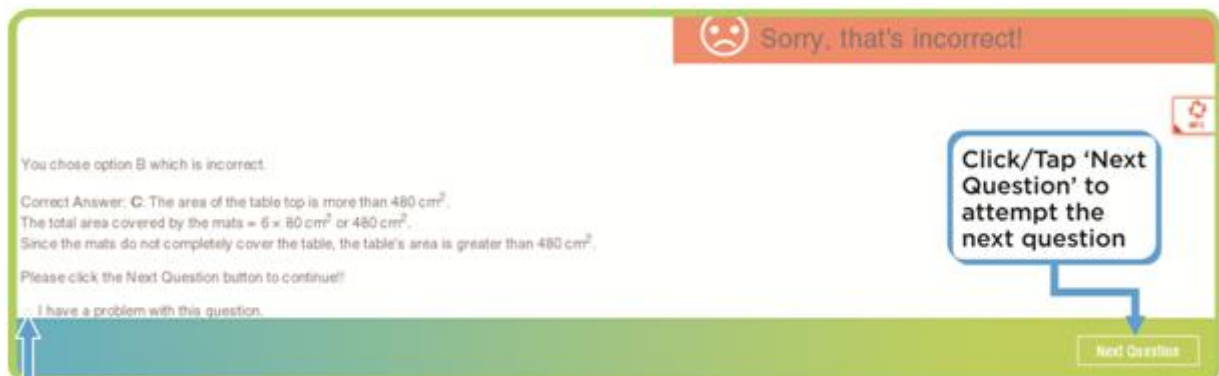 Sorry, that's incorrect!
You chose option B which is incorrect.
Correct Answer: C. The area of the table top is more than 480 cm².
The total area covered by the mats = 6 × 80 cm² or 480 cm².
Since the mats do not completely cover the table, the table's area is greater than 480 cm².
Please click the Next Question button to continue!!
I have a problem with this question.
Click/Tap ‘Next
Question’ to
attempt the
next question
Next Question